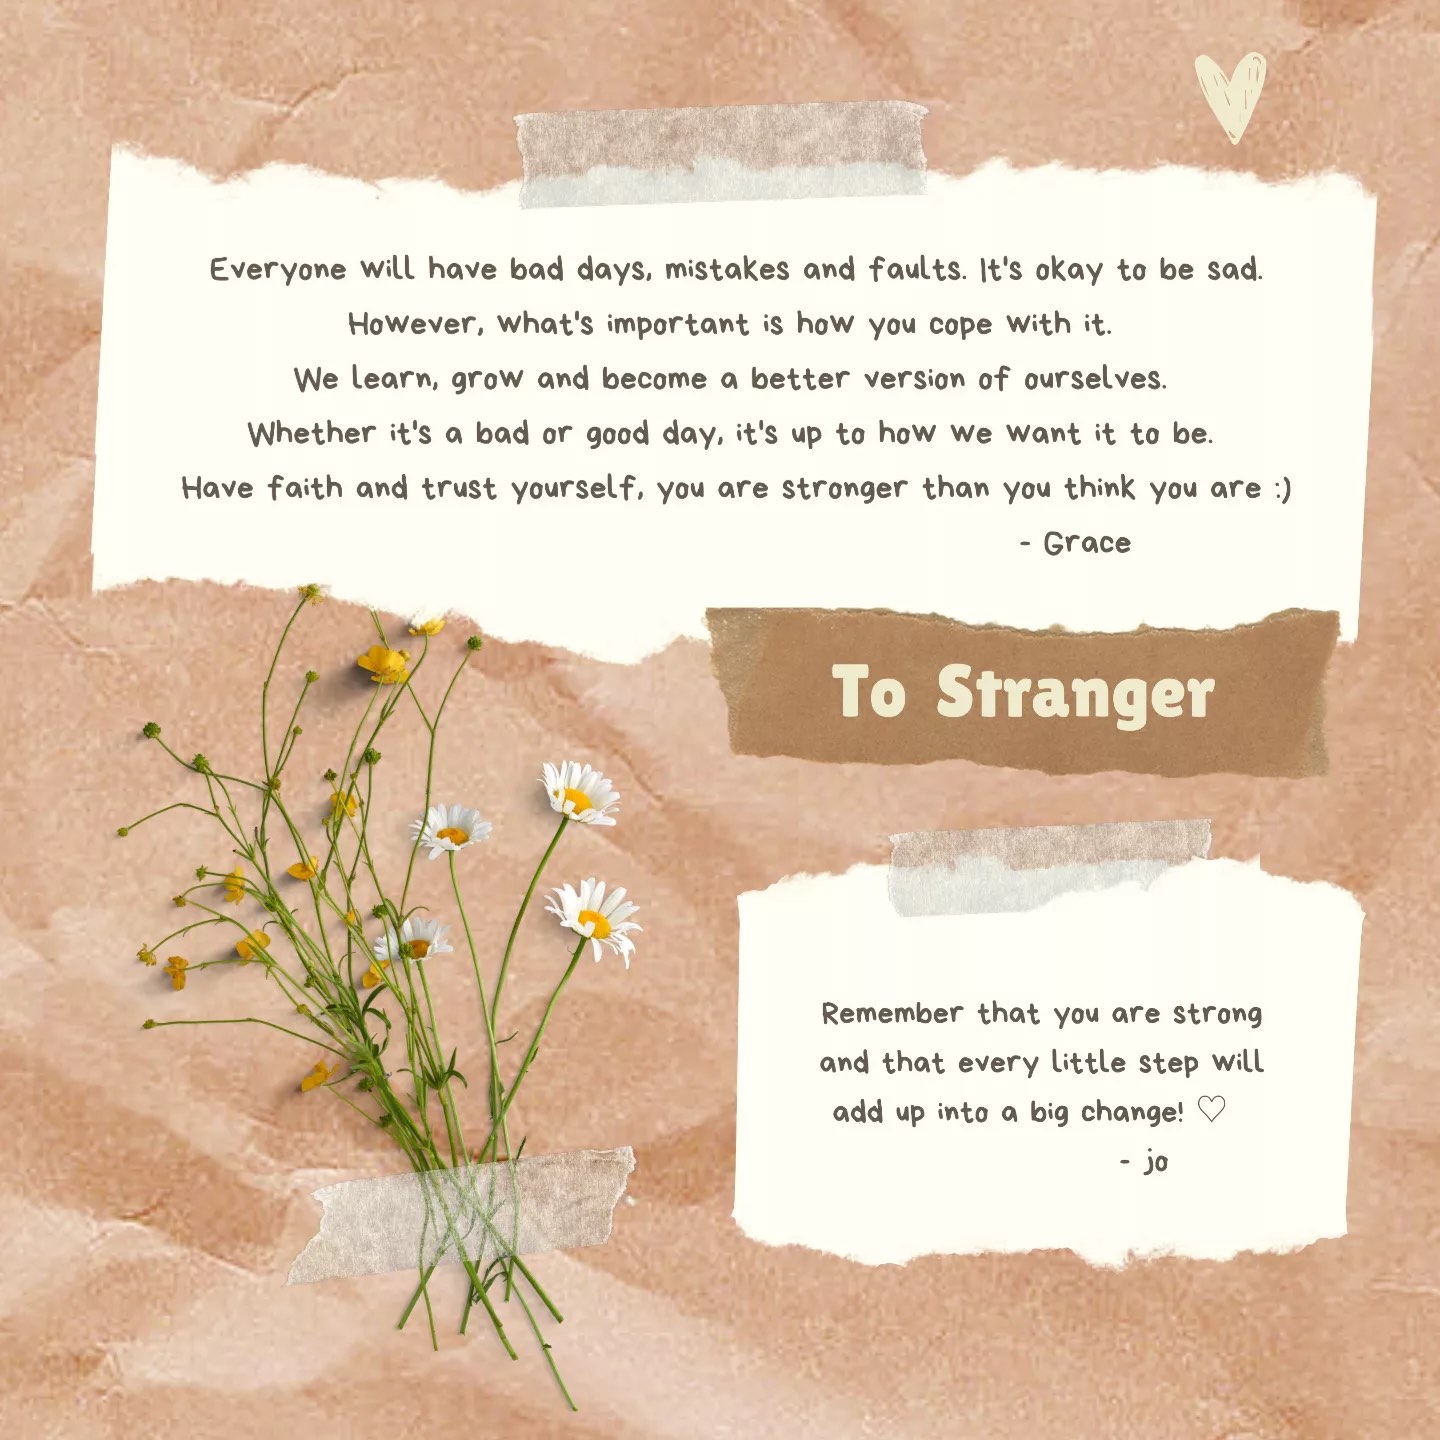 Everyone will have bad days, mistakes and faults. It's okay to be sad.
However, what's important is how you cope with it.
We learn, grow and become a better version of ourselves.
Whether it's a bad or good day, it's up to how we want it to be.
Have faith and trust yourself, you are stronger than you think you are :)
- Grace
To Stranger
Remember that you are strong
and that every little step will
add up into a big change! ♡
- jo